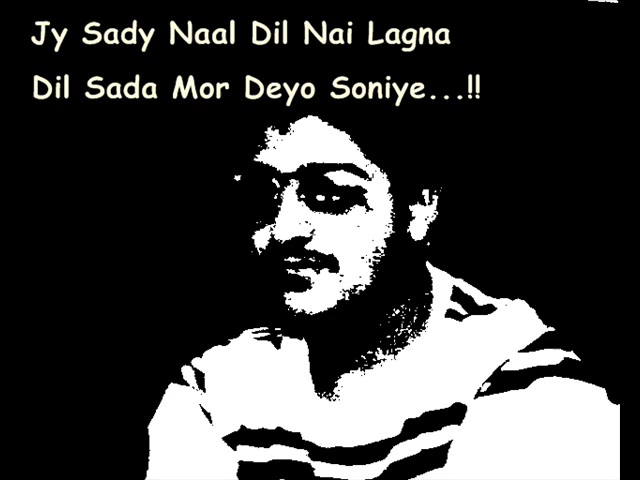 Jy Sady Naal Dil Nai Lagna
Dil Sada Mor Deyo Soniye...!!